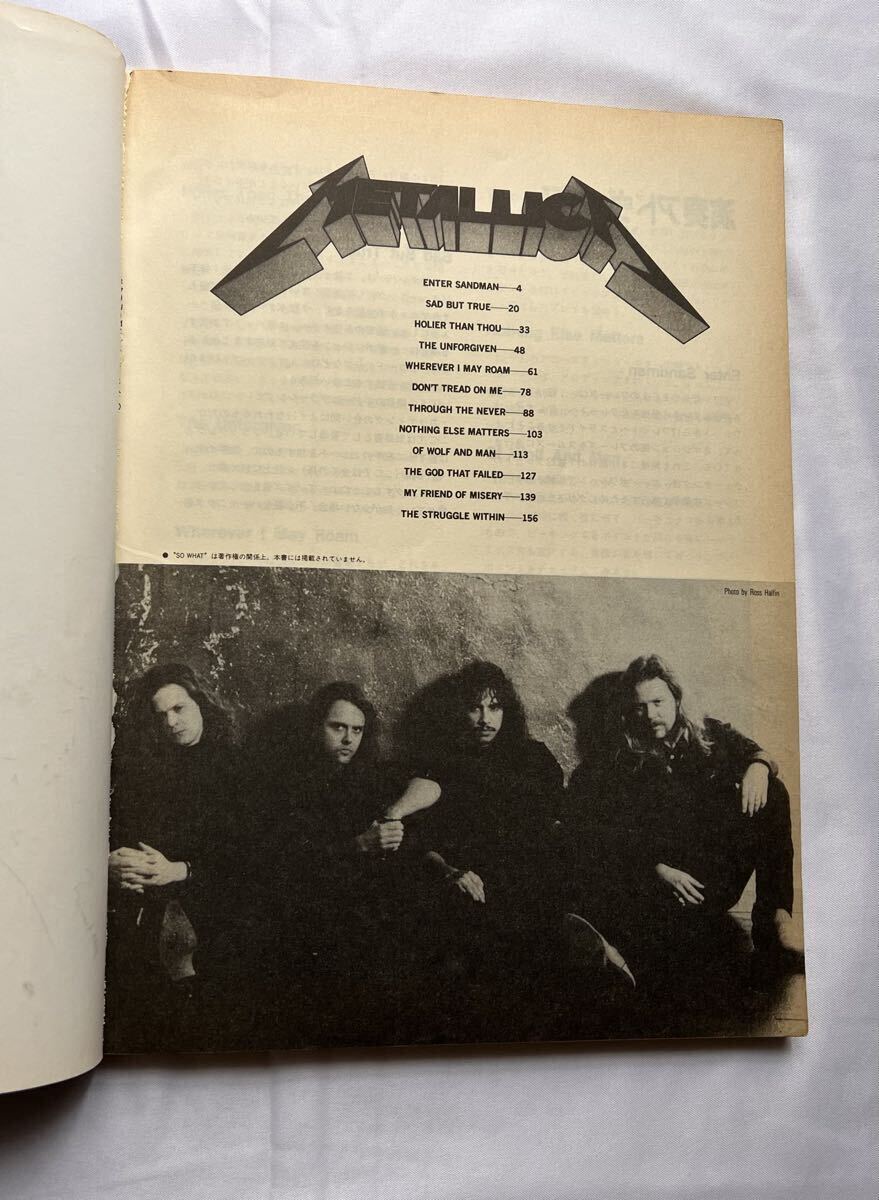 METALLICA
ENTER SANDMAN——4
SAD BUT TRUE——20
HOLIER THAN THOU——33
THE UNFORGIVEN——48
WHEREVER I MAY ROAM——61
DON'T TREAD ON ME——78
THROUGH THE NEVER——88
NOTHING ELSE MATTERS——103
OF WOLF AND MAN——113
THE GOD THAT FAILED——127
MY FRIEND OF MISERY——139
THE STRUGGLE WITHIN——156
● "SO WHAT" は著作権の関係上、本書には掲載されていません。
Photo by Ross Halfin